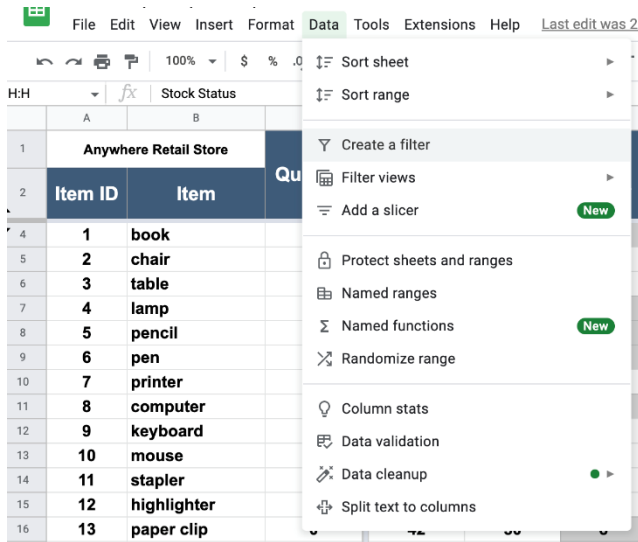 File Edit View Insert Format Data Tools Extensions Help Last edit was 2
100% $ % .0
H:H fx Stock Status
A B
1 Anywhere Retail Store
2 Item ID Item Qu
4 1 book
5 2 chair
6 3 table
7 4 lamp
8 5 pencil
9 6 pen
10 7 printer
11 8 computer
12 9 keyboard
13 10 mouse
14 11 stapler
15 12 highlighter
16 13 paper clip
Sort sheet
Sort range
Create a filter
Filter views
Add a slicer New
Protect sheets and ranges
Named ranges
Named functions New
Randomize range
Column stats
Data validation
Data cleanup
Split text to columns